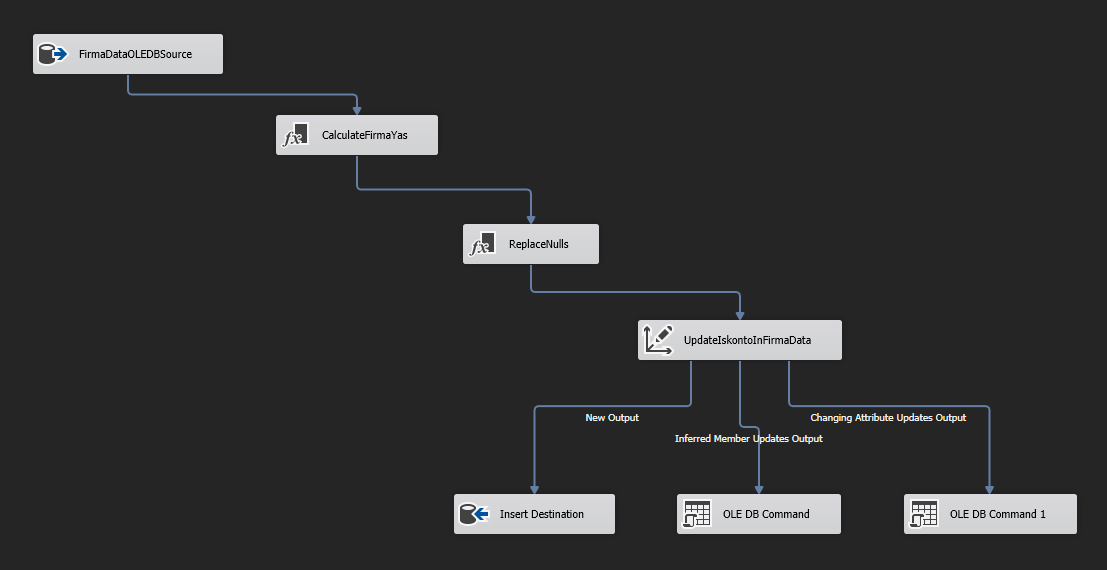 FirmaDataOLEDBSource
CalculateFirmaYas
ReplaceNulls
UpdateIskontoInFirmaData
New Output
Changing Attribute Updates Output
Inferred Member Updates Output
Insert Destination
OLE DB Command
OLE DB Command 1